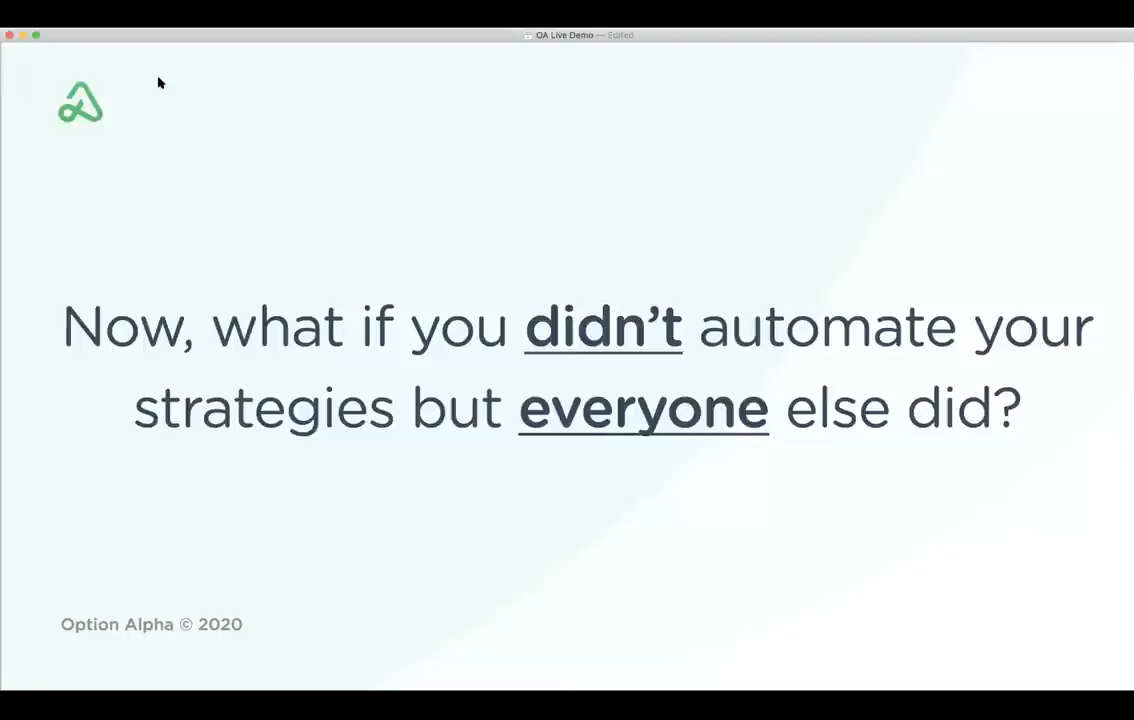 OA Live Demo — Edited
Now, what if you didn't automate your
strategies but everyone else did?
Option Alpha © 2020